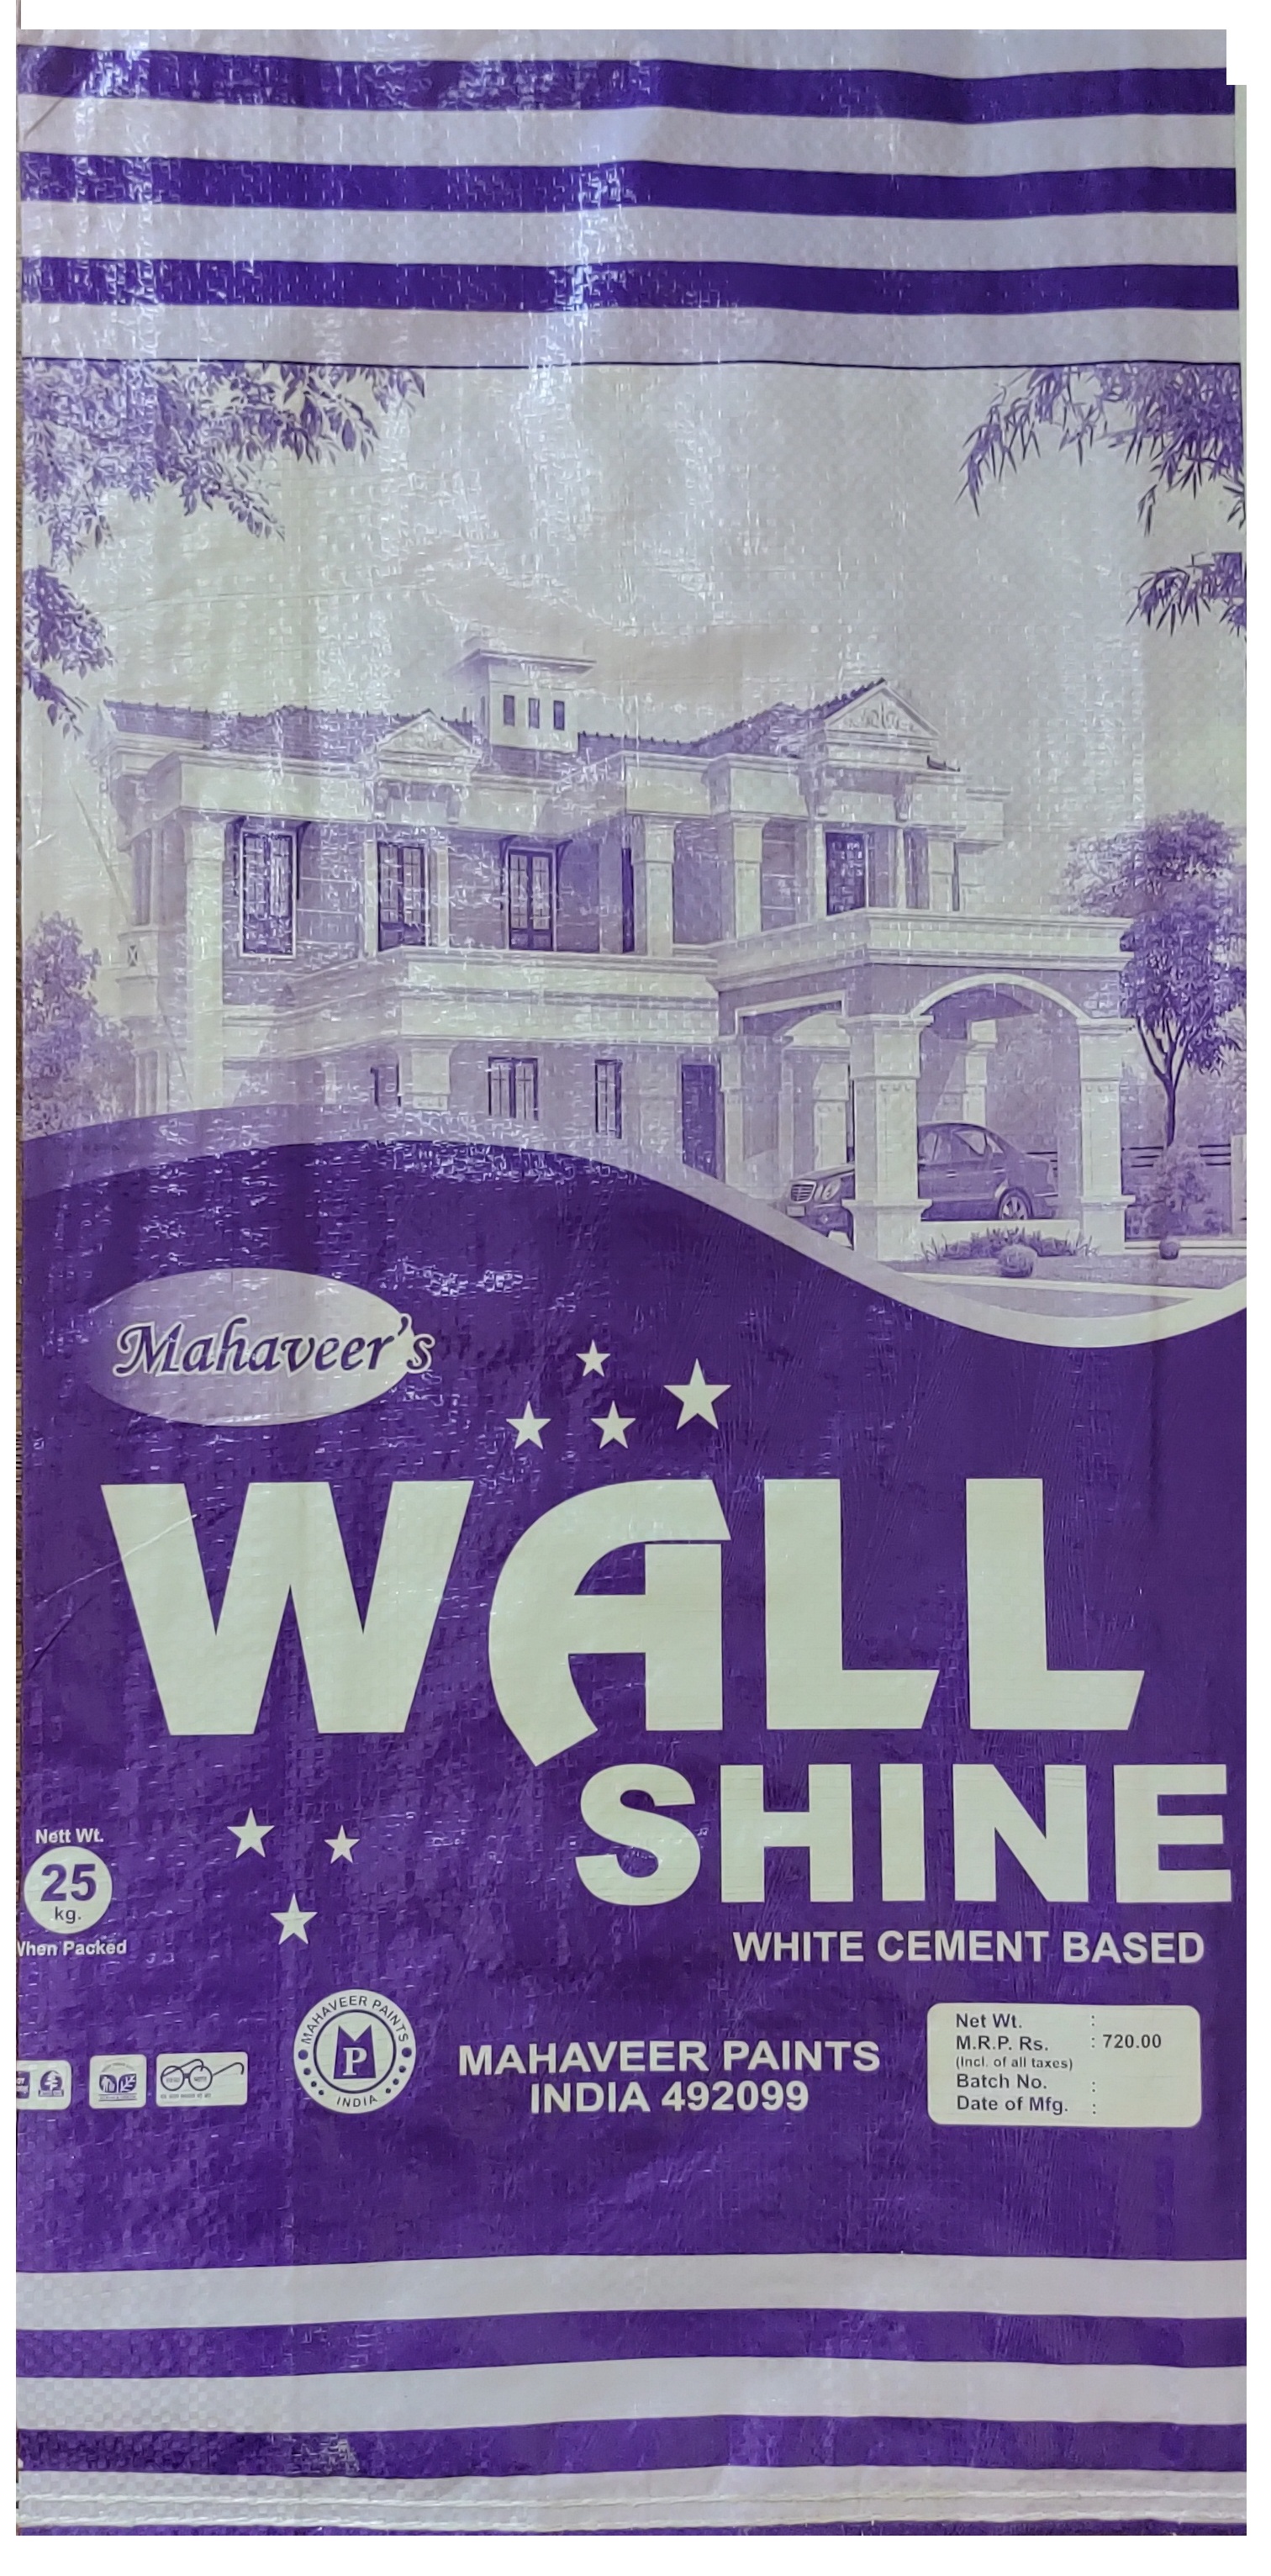 Mahaveer's
WALL
SHINE
WHITE CEMENT BASED
Nett Wt.
25
kg.
When Packed
MAHAVEER PAINTS
P
INDIA
MAHAVEER PAINTS
INDIA 492099
Net Wt. :
M.R.P. Rs. : 720.00
(Incl. of all taxes)
Batch No. :
Date of Mfg. :